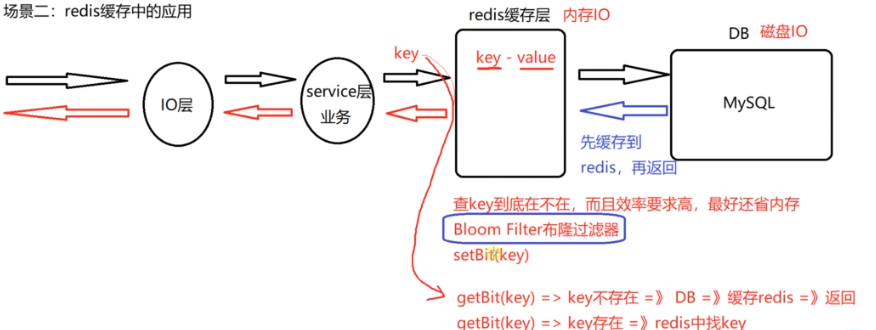 场景二：redis缓存中的应用
redis缓存层 内存IO
DB 磁盘IO
key
key - value
IO层
service层
业务
MySQL
先缓存到
redis，再返回
查key到底在不在，而且效率要求高，最好还省内存
Bloom Filter布隆过滤器
setBit(key)
getBit(key) => key不存在 =》 DB =》缓存redis =》返回
getBit(key) => key存在 =》redis中找key